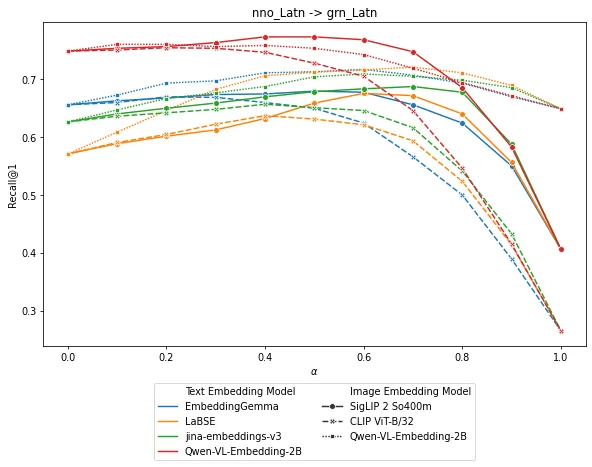 nno_Latn -> grn_Latn
Recall@1
0.7
0.6
0.5
0.4
0.3
0.0
0.2
0.4
0.6
0.8
1.0
α
Text Embedding Model
EmbeddingGemma
LaBSE
jina-embeddings-v3
Qwen-VL-Embedding-2B
Image Embedding Model
SigLIP 2 So400m
CLIP ViT-B/32
Qwen-VL-Embedding-2B